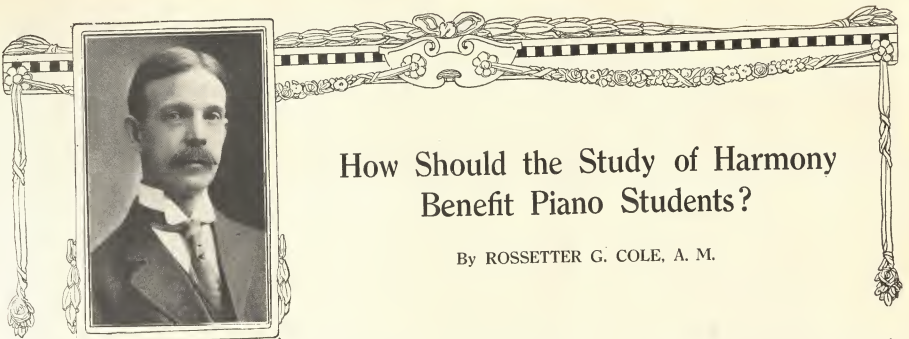 How Should the Study of Harmony
Benefit Piano Students?
By ROSSETTER G. COLE, A. M.